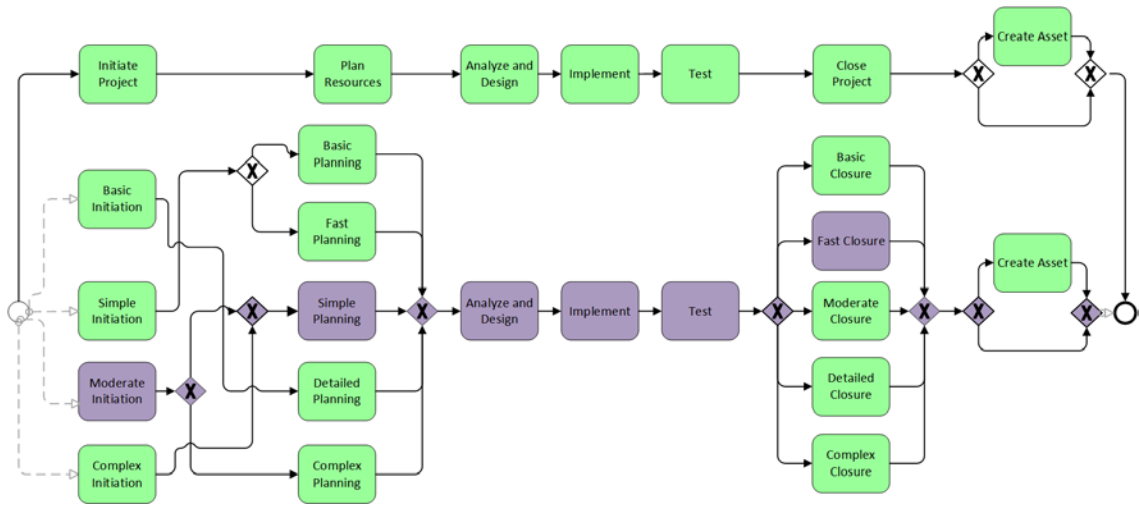 Initiate
Project
Plan
Resources
Analyze and
Design
Implement
Test
Close
Project
X
Create Asset
X
Basic
Initiation
X
Basic
Planning
Fast
Planning
Basic
Closure
Fast Closure
Simple
Initiation
X
Simple
Planning
X
Analyze and
Design
Implement
Test
X
Moderate
Closure
X
X
Create Asset
X
Moderate
Initiation
X
Detailed
Planning
Detailed
Closure
Complex
Initiation
Complex
Planning
Complex
Closure